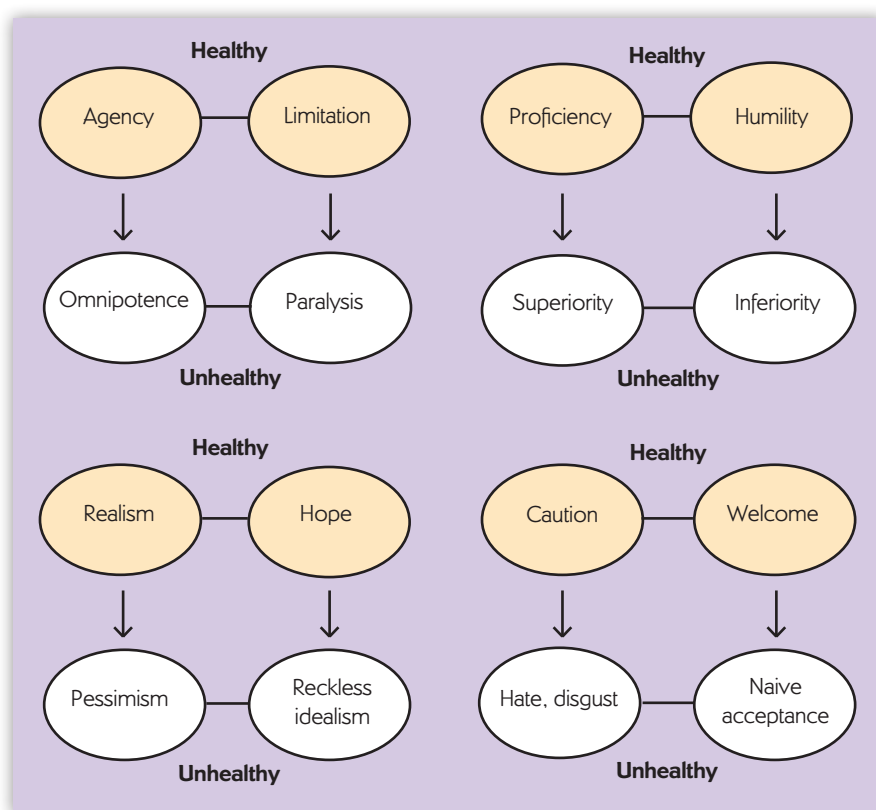 Healthy
Agency
Limitation
Omnipotence
Paralysis
Unhealthy
Healthy
Proficiency
Humility
Superiority
Inferiority
Unhealthy
Healthy
Realism
Hope
Pessimism
Reckless
idealism
Unhealthy
Healthy
Caution
Welcome
Hate, disgust
Naive
acceptance
Unhealthy